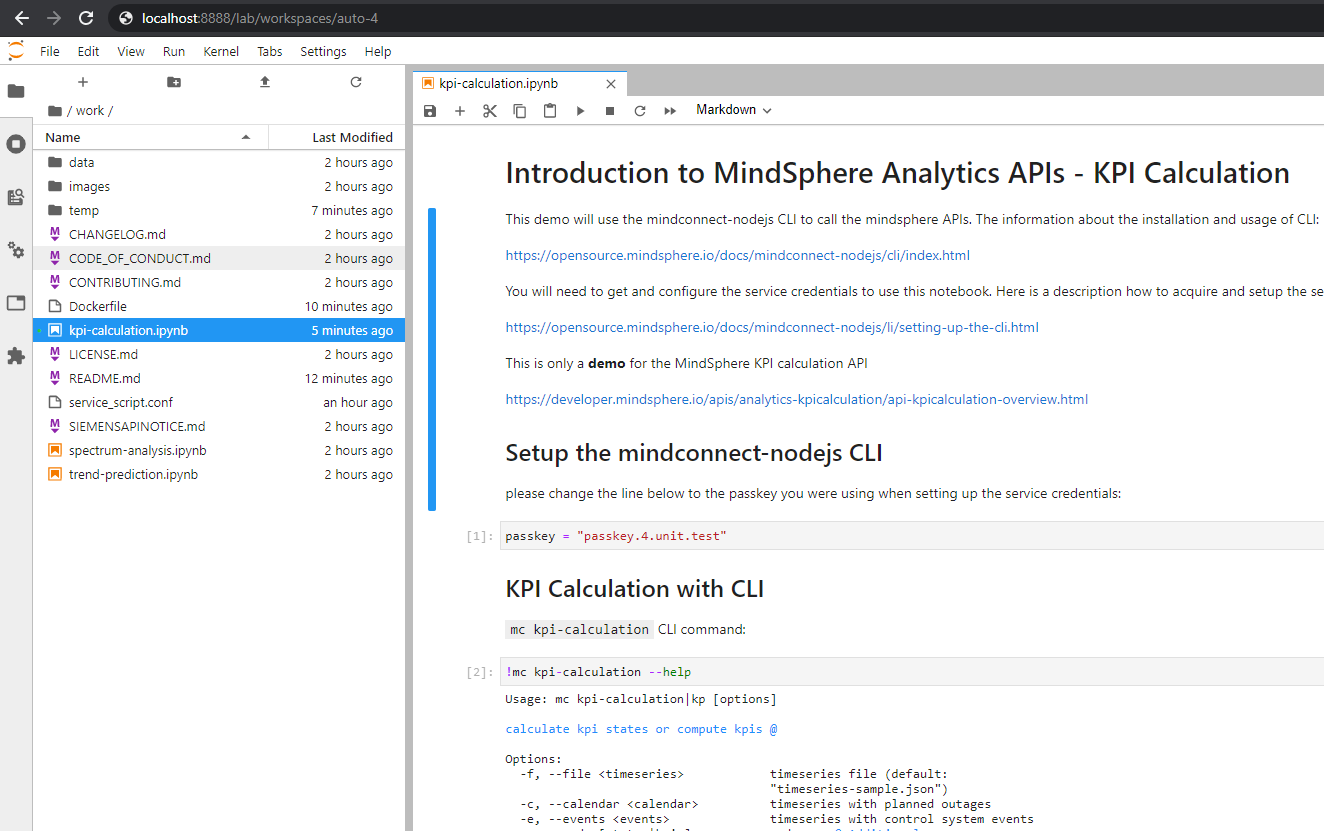 localhost:8888/lab/workspaces/auto-4
File Edit View Run Kernel Tabs Settings Help
/ work /
Name Last Modified
data 2 hours ago
images 2 hours ago
temp 7 minutes ago
CHANGELOG.md 2 hours ago
CODE_OF_CONDUCT.md 2 hours ago
CONTRIBUTING.md 2 hours ago
Dockerfile 10 minutes ago
kpi-calculation.ipynb 5 minutes ago
LICENSE.md 2 hours ago
README.md 12 minutes ago
service_script.conf an hour ago
SIEMENSAPINOTICE.md 2 hours ago
spectrum-analysis.ipynb 2 hours ago
trend-prediction.ipynb 2 hours ago
kpi-calculation.ipynb
Markdown
Introduction to MindSphere Analytics APIs - KPI Calculation
This demo will use the mindconnect-nodejs CLI to call the mindsphere APIs. The information about the installation and usage of CLI:
https://opensource.mindsphere.io/docs/mindconnect-nodejs/cli/index.html
You will need to get and configure the service credentials to use this notebook. Here is a description how to acquire and setup the se
https://opensource.mindsphere.io/docs/mindconnect-nodejs/li/setting-up-the-cli.html
This is only a demo for the MindSphere KPI calculation API
https://developer.mindsphere.io/apis/analytics-kpicalculation/api-kpicalculation-overview.html
Setup the mindconnect-nodejs CLI
please change the line below to the passkey you were using when setting up the service credentials:
[1]: passkey = "passkey.4.unit.test"
KPI Calculation with CLI
mc kpi-calculation CLI command:
[2]: !mc kpi-calculation --help
Usage: mc kpi-calculation|kp [options]
calculate kpi states or compute kpis @
Options:
-f, --file <timeseries> timeseries file (default:
"timeseries-sample.json")
-c, --calendar <calendar> timeseries with planned outages
-e, --events <events> timeseries with control system events